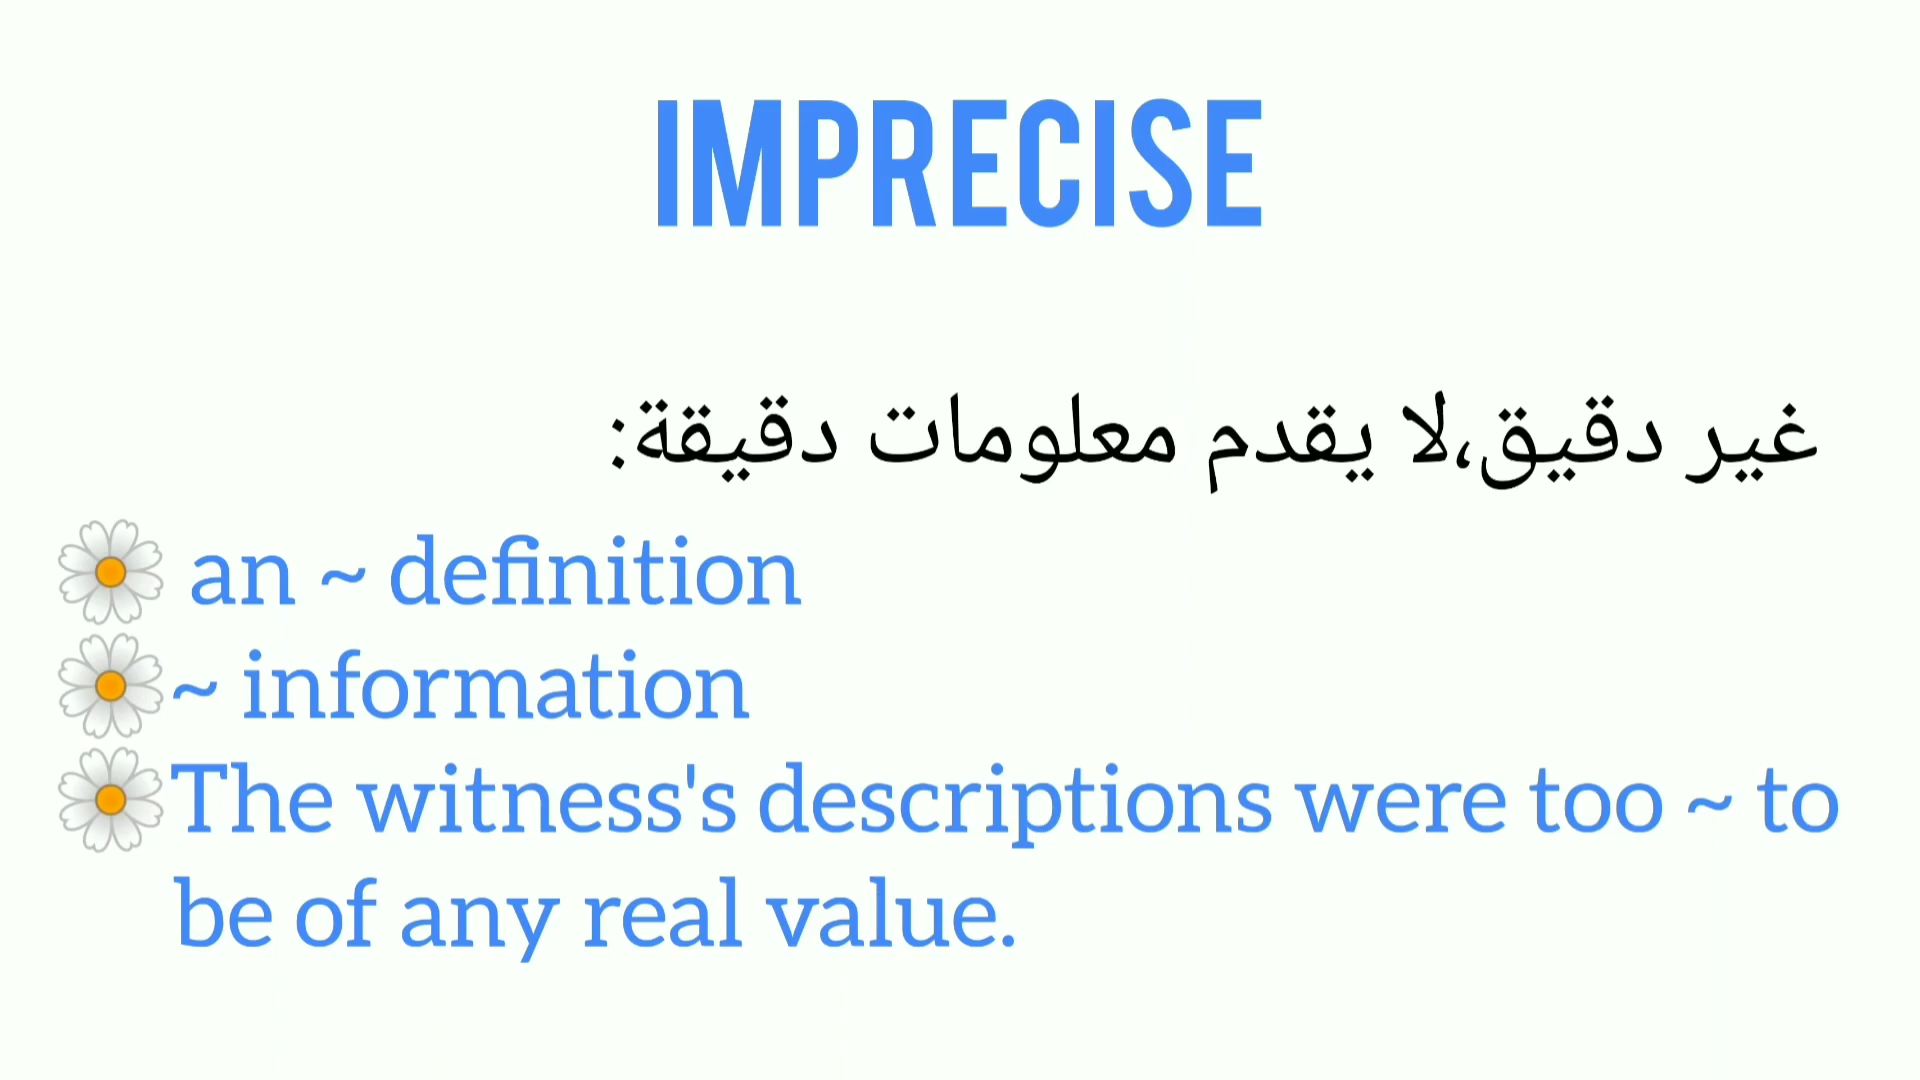 IMPRECISE
غير دقيق،لا يقدم معلومات دقيقة:
an ~ definition
~ information
The witness's descriptions were too ~ to
be of any real value.